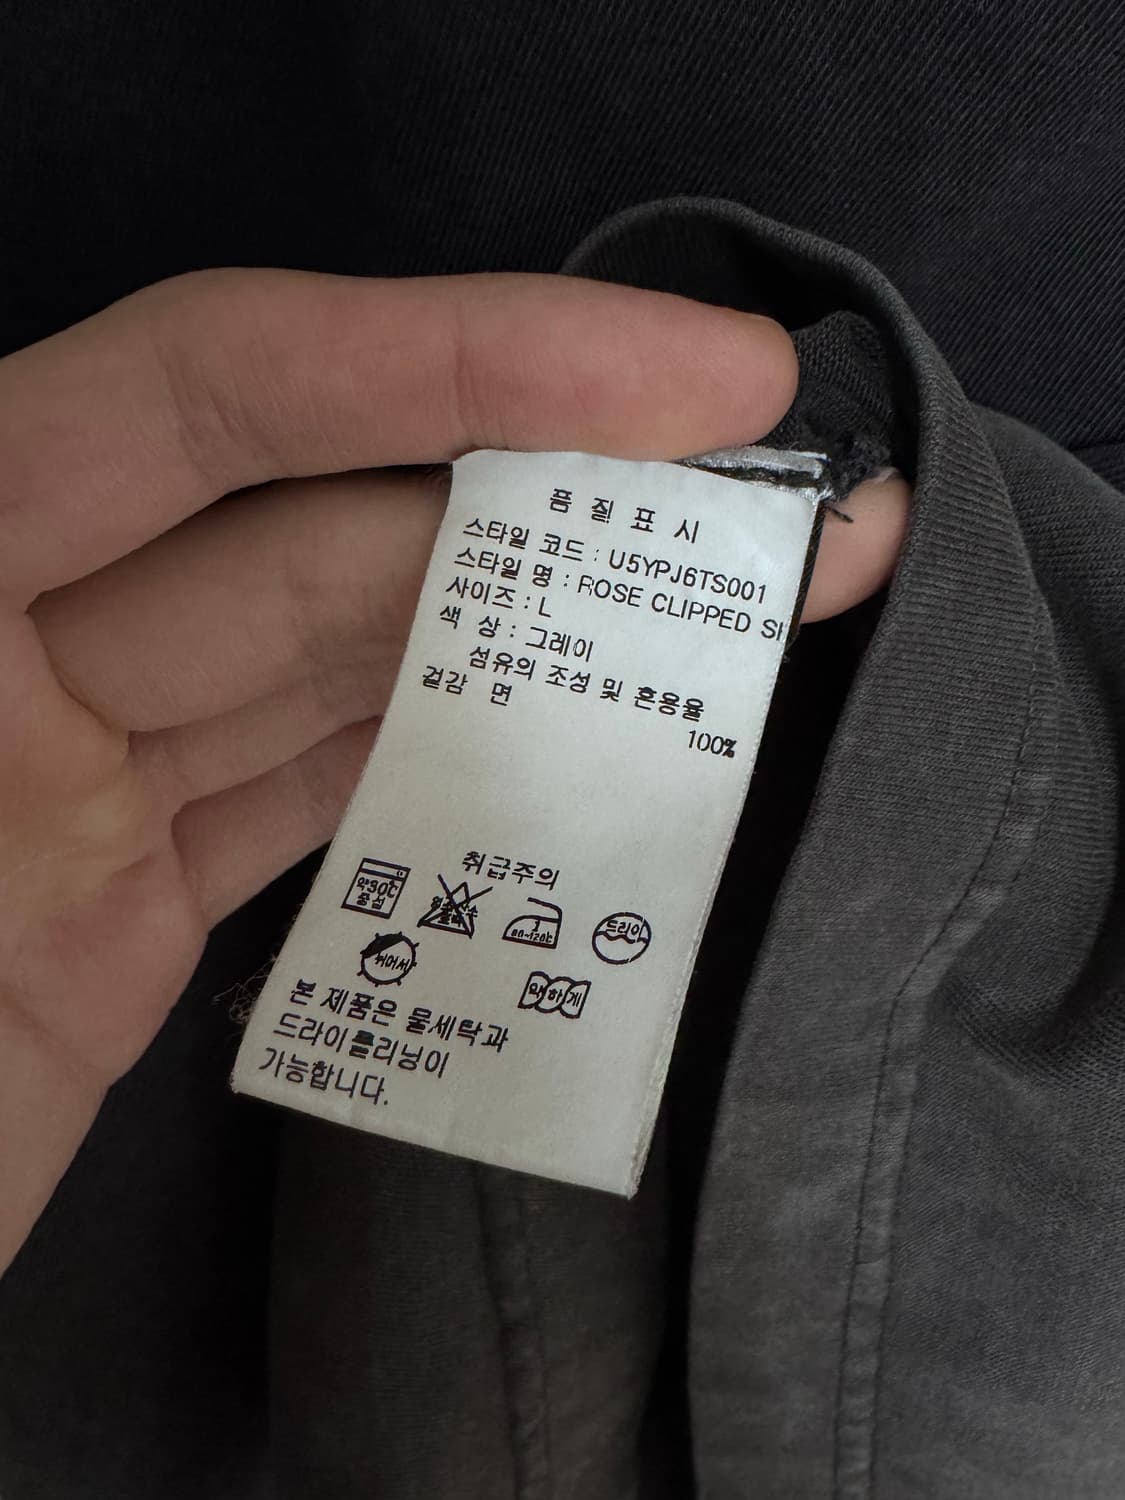 품 질 표 시
스타일 코드 : U5YPJ6TS001
스타일 명 : ROSE CLIPPED
사이즈 : L
색 상 : 그레이
섬유의 조성 및 혼용율
겉감 면
100%
취급주의
약30℃
중성
드라이
뉘어서
약하게
본 제품은 물세탁과
드라이클리닝이
가능합니다.